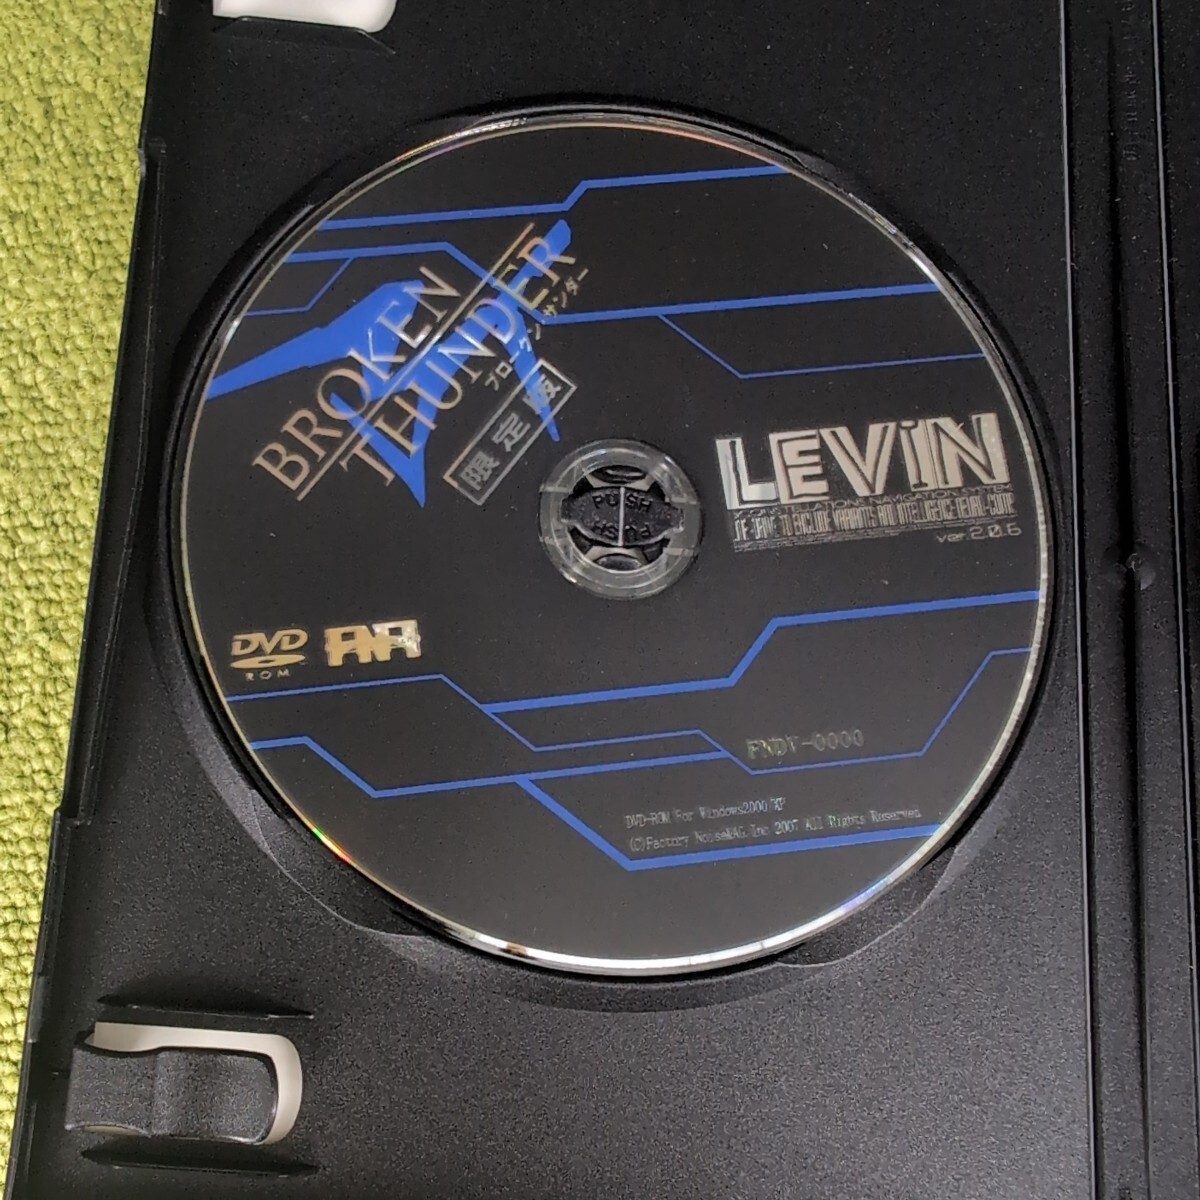 BROKEN
THUNDER
ブロークン サンダー
限定版
LEViN
ver.2.0.6
PUSH
PUSH
DVD
ROM
FNDV-0000
DVD-ROM For Windows2000/XP
(C)Factory Noise&AG.Inc 2007 All Rights Reserved